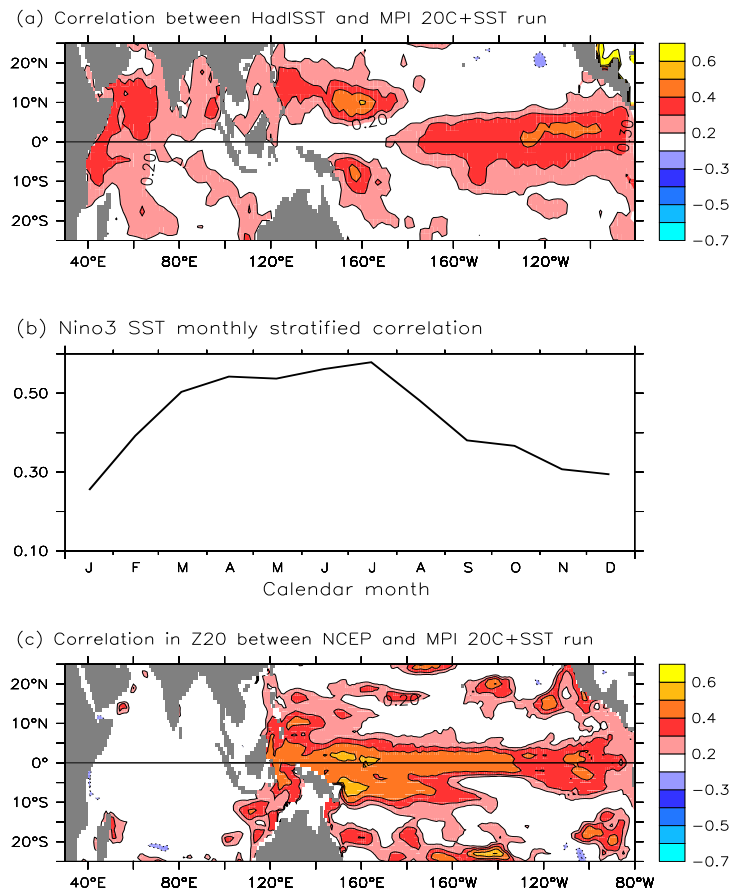 (a) Correlation between HadISST and MPI 20C+SST run
20°N
10°N
0°
10°S
20°S
0.20
0.20
0.30
40°E 80°E 120°E 160°E 160°W 120°W
0.6
0.4
0.2
−0.3
−0.5
−0.7
(b) Nino3 SST monthly stratified correlation
0.50
0.30
0.10
J F M A M J J A S O N D
Calendar month
(c) Correlation in Z20 between NCEP and MPI 20C+SST run
20°N
10°N
0°
10°S
20°S
0.20
40°E 80°E 120°E 160°E 160°W 120°W 80°W
0.6
0.4
0.2
−0.3
−0.5
−0.7